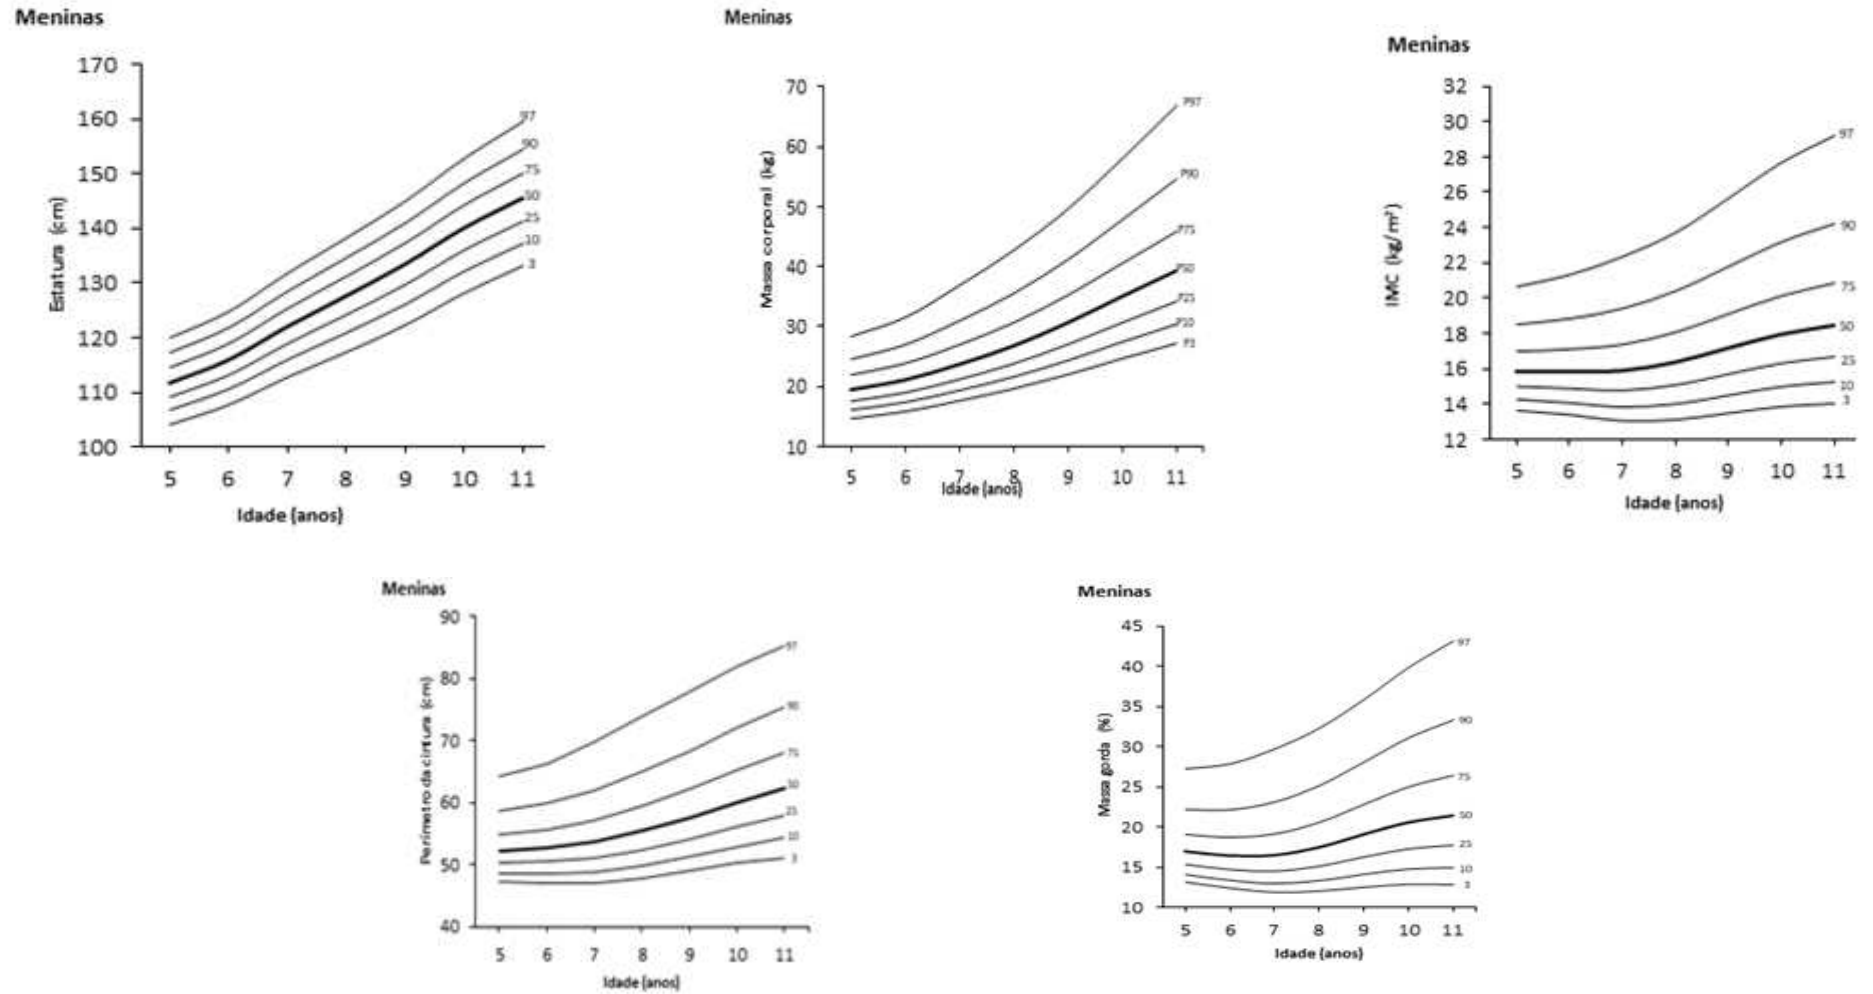 Meninas
170
160
150
140
130
120
110
100
Estatura (cm)
97
90
75
50
25
10
3
5 6 7 8 9 10 11
Idade (anos)
Meninas
70
60
50
40
30
20
10
Massa corporal (kg)
P97
P90
P75
P50
P25
P10
P3
5 6 7 8 9 10 11
Idade (anos)
Meninas
32
30
28
26
24
22
20
18
16
14
12
IMC (kg/m²)
97
90
75
50
25
10
3
5 6 7 8 9 10 11
Idade (anos)
Meninas
90
80
70
60
50
40
Perímetro da cintura (cm)
97
90
75
50
25
10
3
5 6 7 8 9 10 11
Idade (anos)
Meninas
45
40
35
30
25
20
15
10
Massa gorda (%)
97
90
75
50
25
10
3
5 6 7 8 9 10 11
Idade (anos)